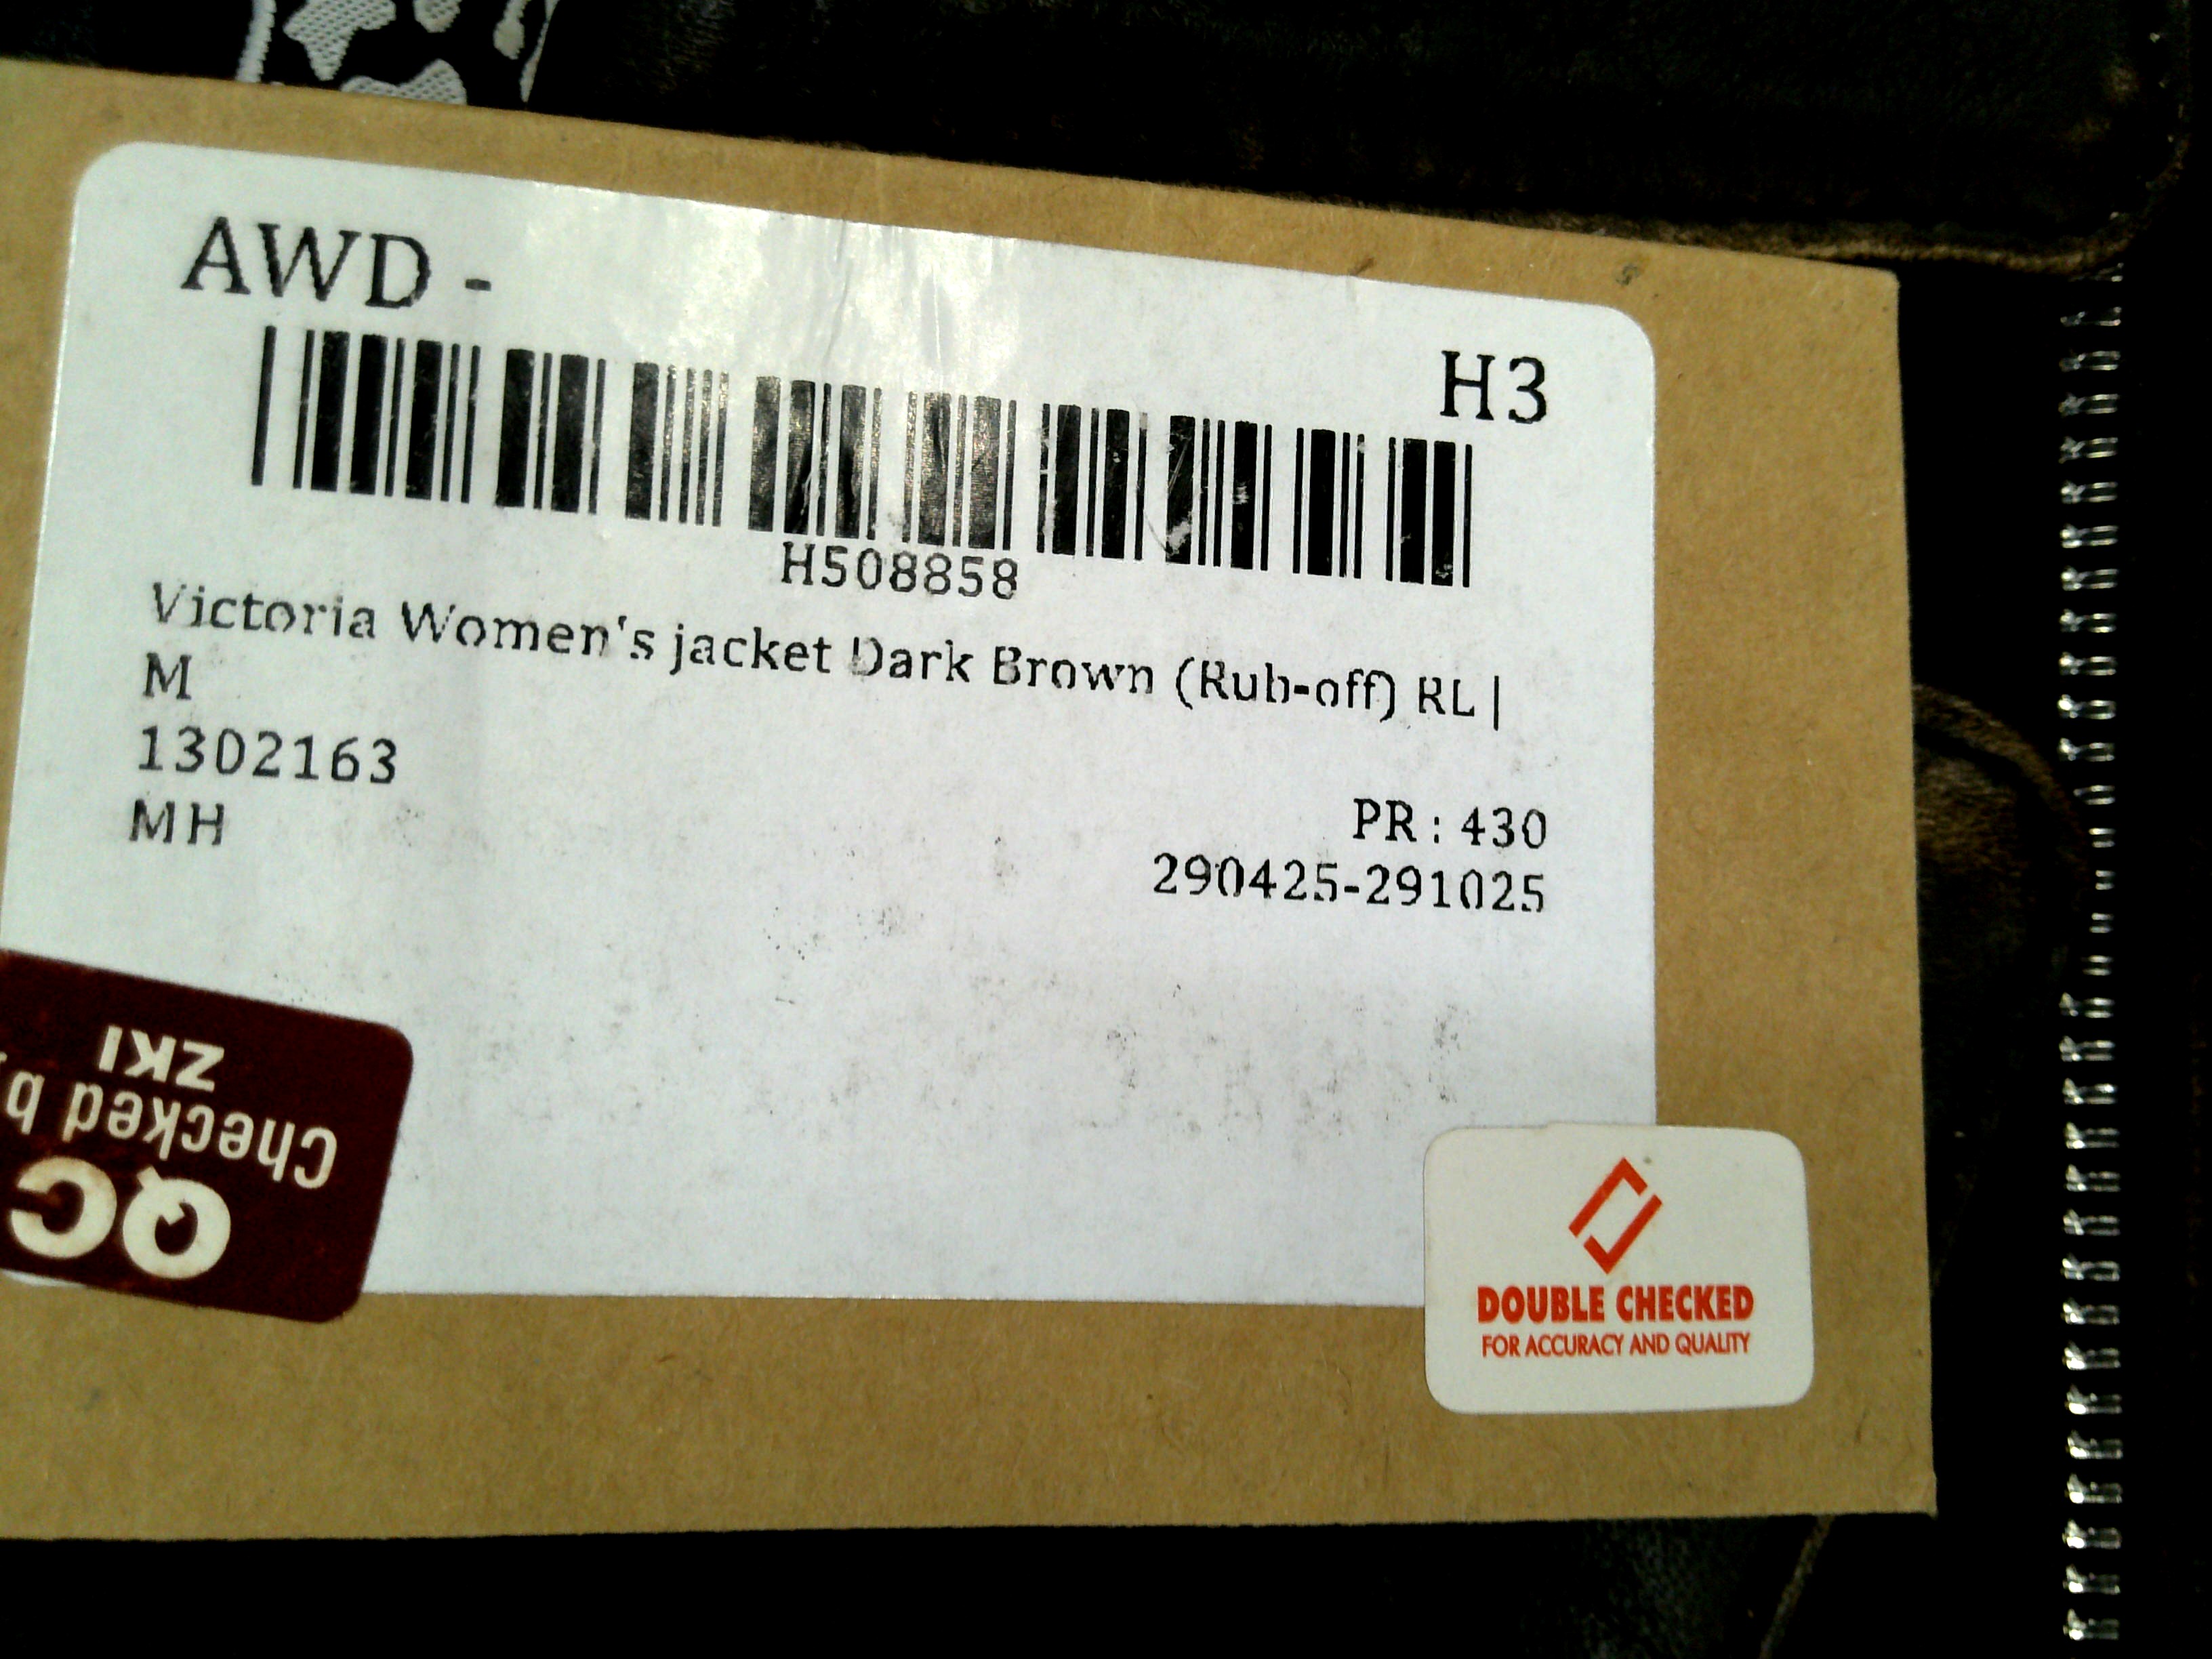 AWD -
H3
H508858
Victoria Women's jacket Dark Brown (Rub-off) RL |
M
1302163
MH
PR : 430
290425-291025
QC
Checked
ZKI
DOUBLE CHECKED
FOR ACCURACY AND QUALITY